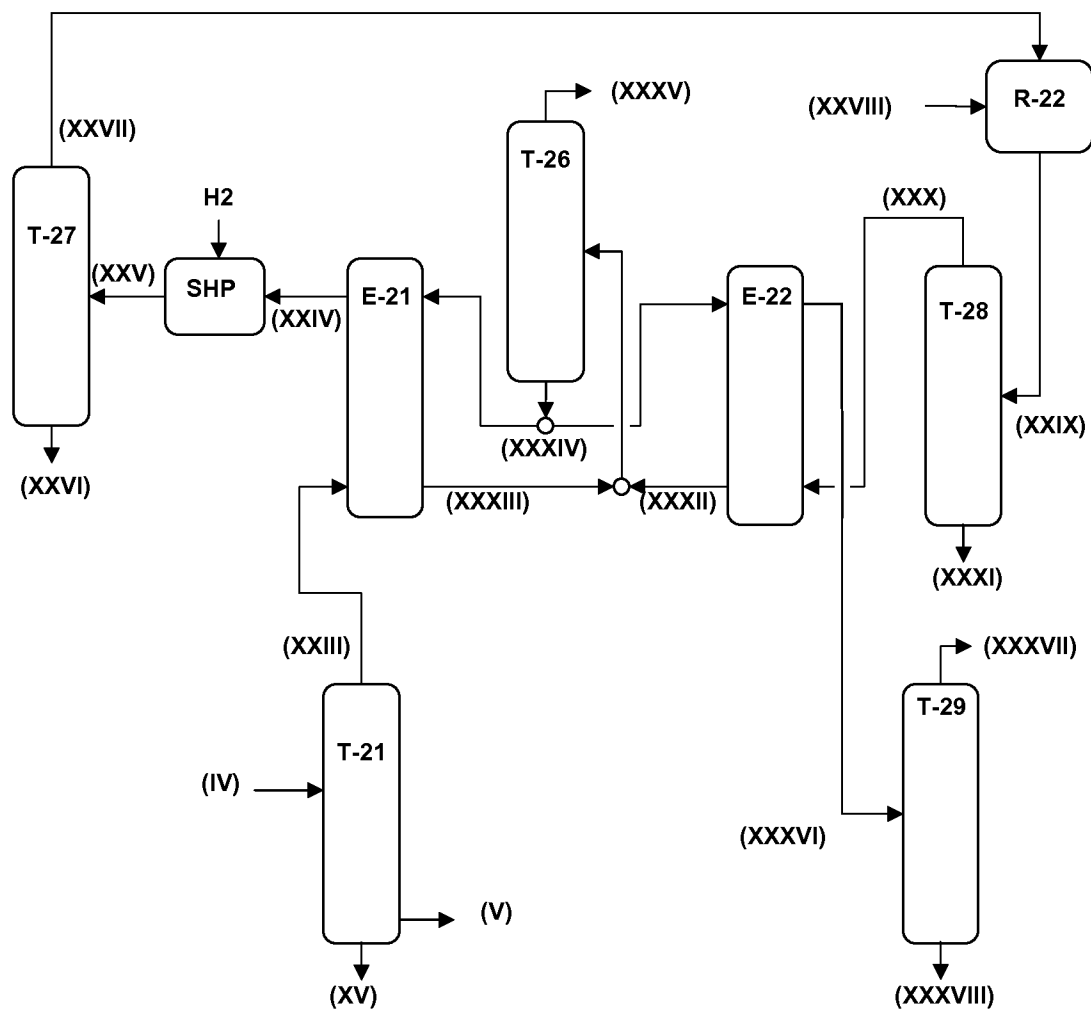 (XXVII)
(XXXV)
(XXVIII)
R-22
T-26
H2
(XXX)
T-27
(XXV)
SHP
(XXIV)
E-21
E-22
T-28
(XXXIV)
(XXIX)
(XXVI)
(XXXIII)
(XXXII)
(XXXI)
(XXIII)
(XXXVII)
T-29
T-21
(IV)
(XXXVI)
(V)
(XV)
(XXXVIII)